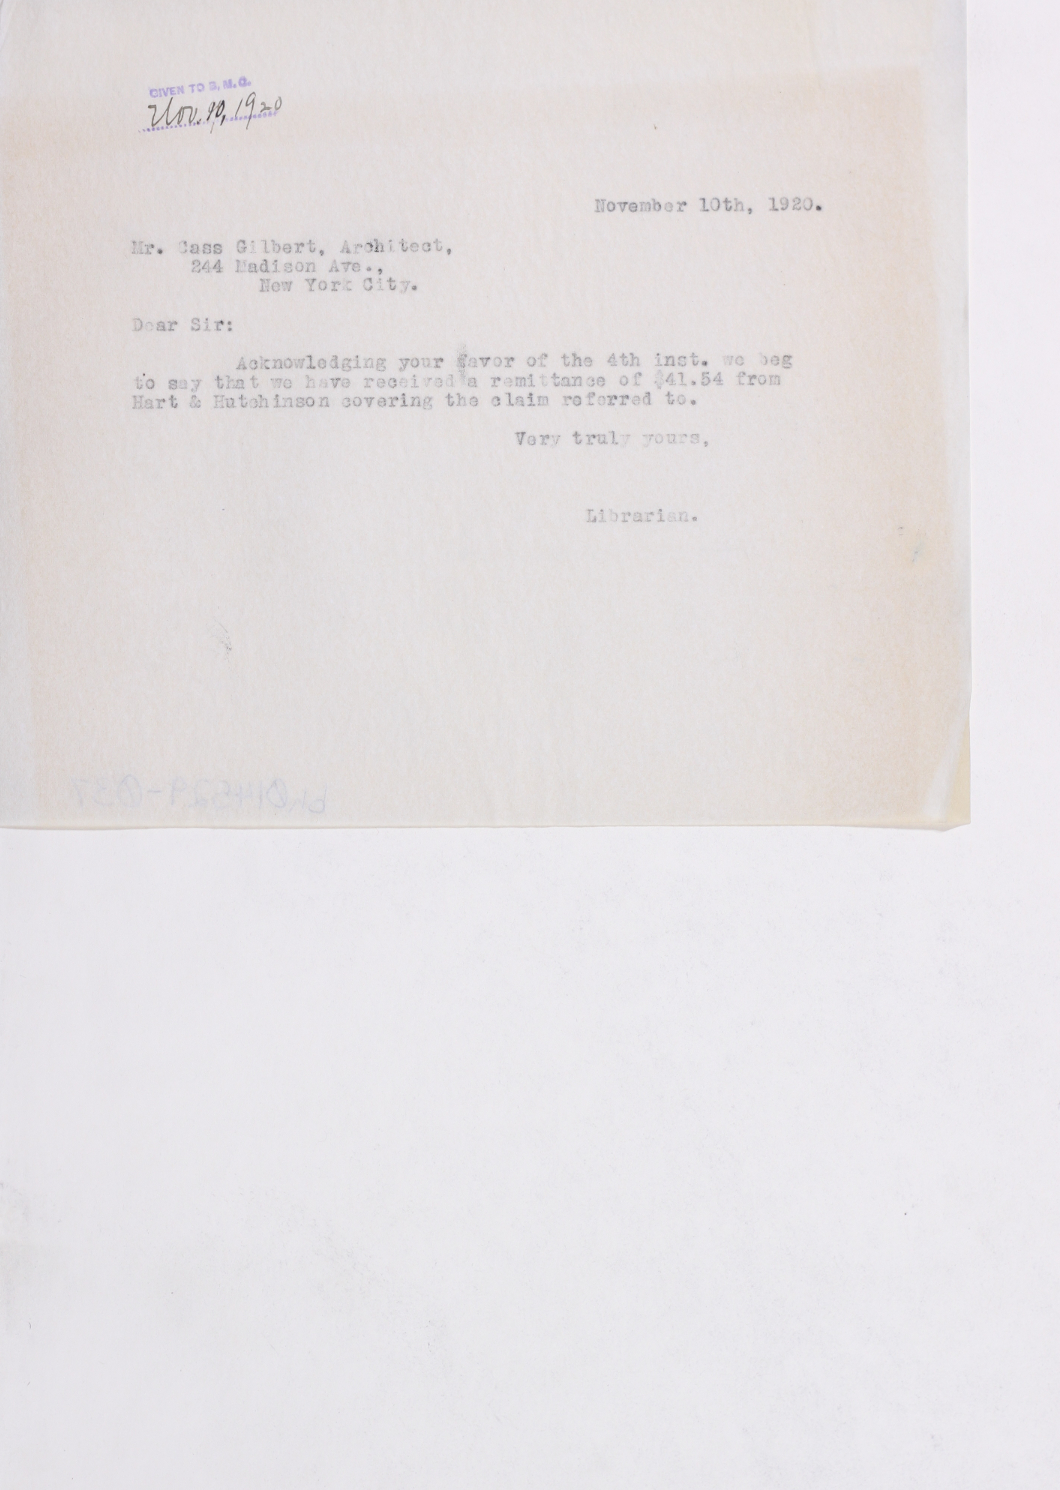 GIVEN TO S.M.G.
Nov. 10, 1920
November 10th, 1920.
Mr. Cass Gilbert, Architect,
244 Madison Ave.,
New York City.
Dear Sir:
Acknowledging your favor of the 4th inst. we beg
to say that we have received a remittance of $41.54 from
Hart & Hutchinson covering the claim referred to.
Very truly yours,
Librarian.